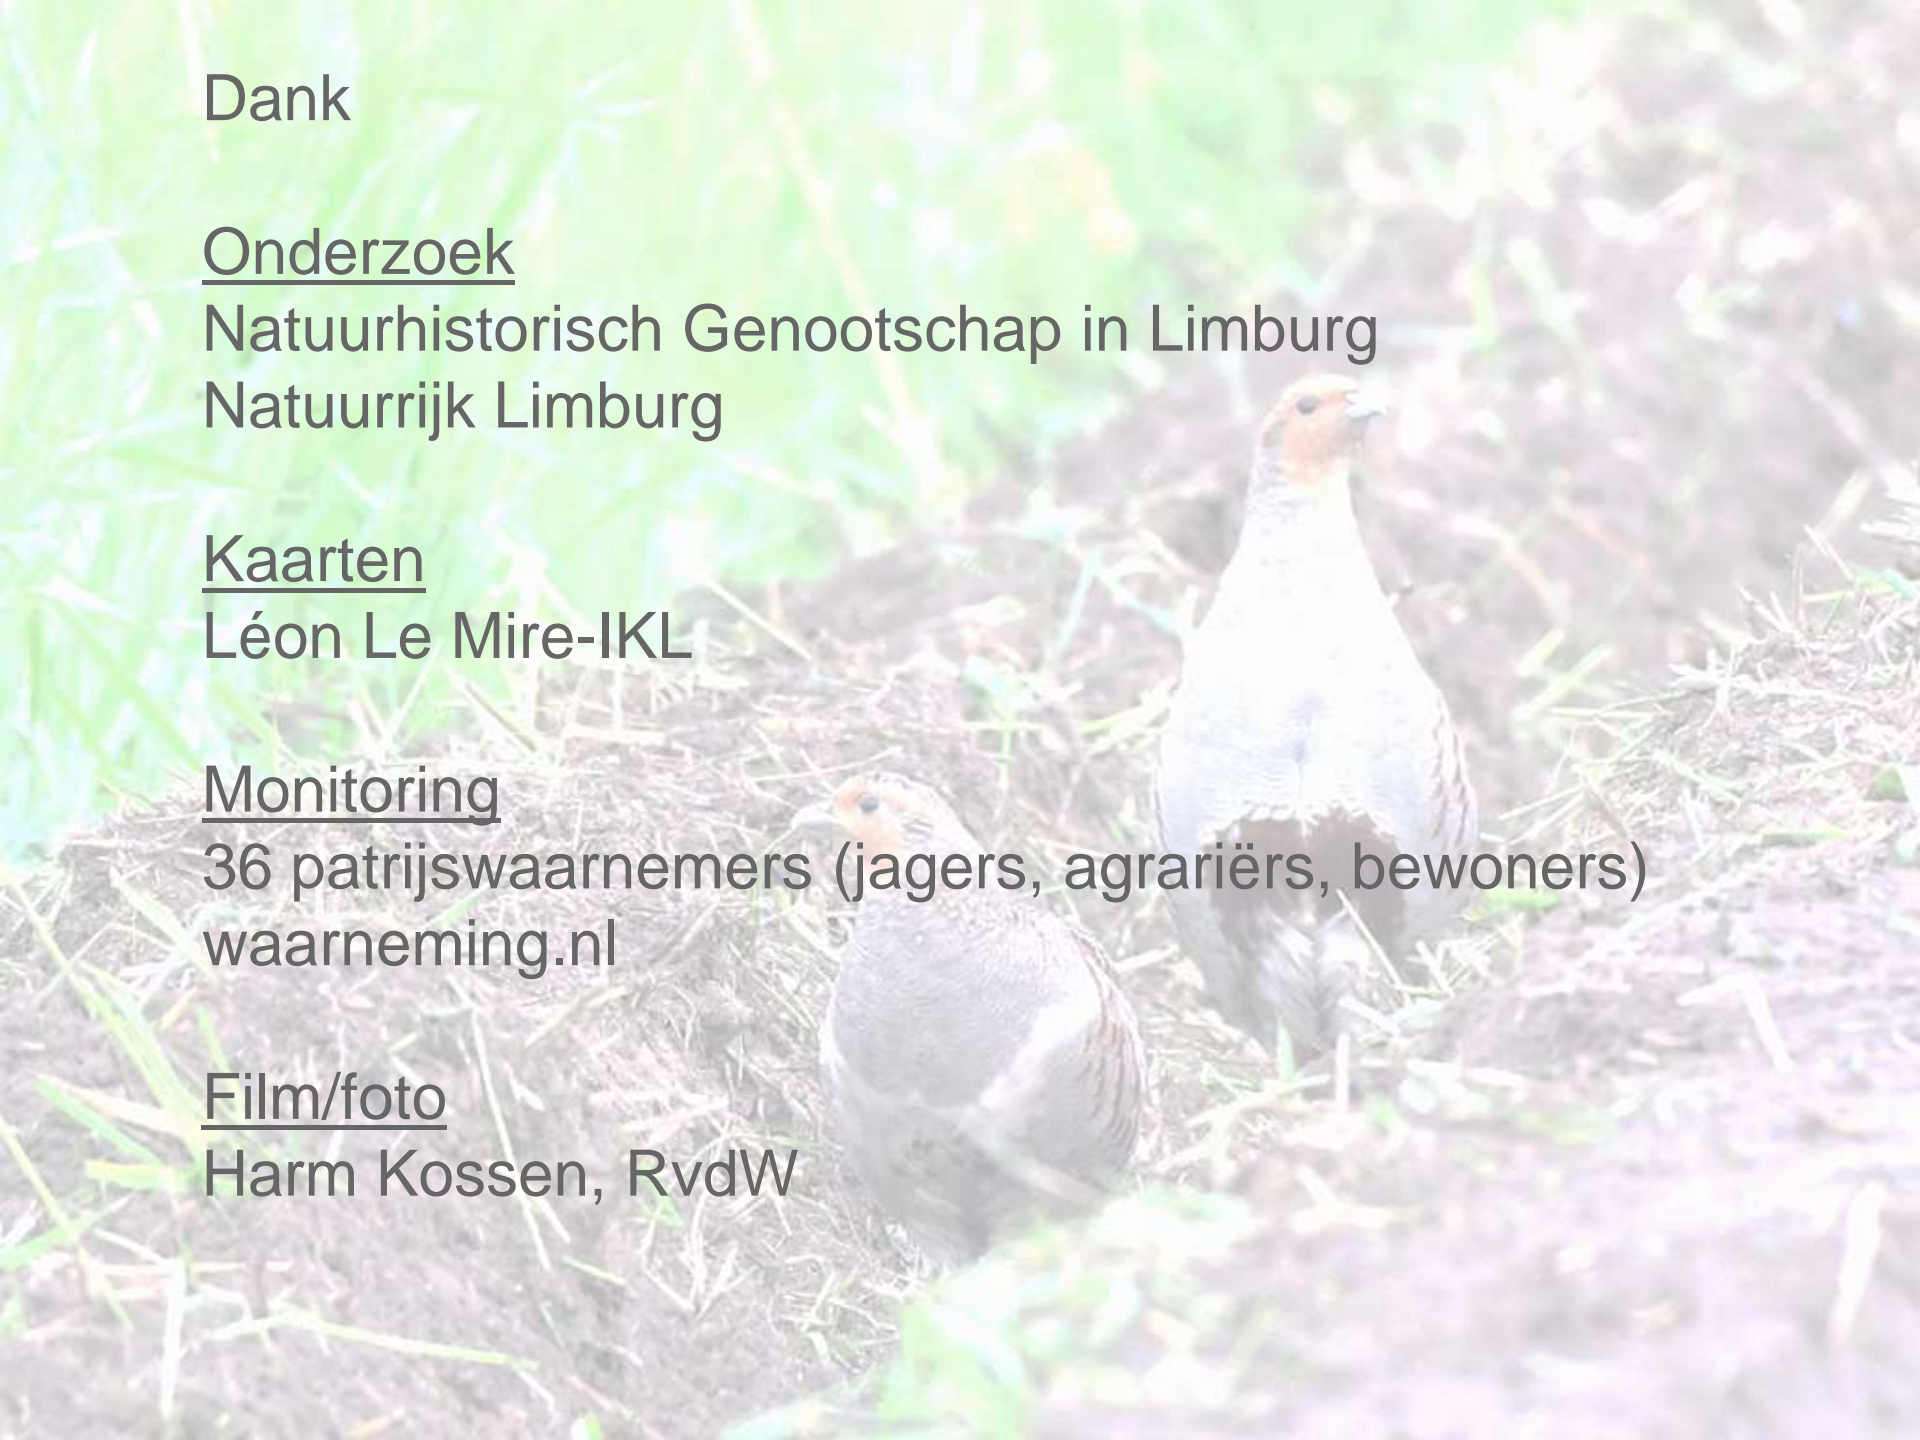 Dank
Onderzoek
Natuurhistorisch Genootschap in Limburg
Natuurrijk Limburg
Kaarten
Léon Le Mire-IKL
Monitoring
36 patrijswaarnemers (jagers, agrariërs, bewoners)
waarneming.nl
Film/foto
Harm Kossen, RvdW